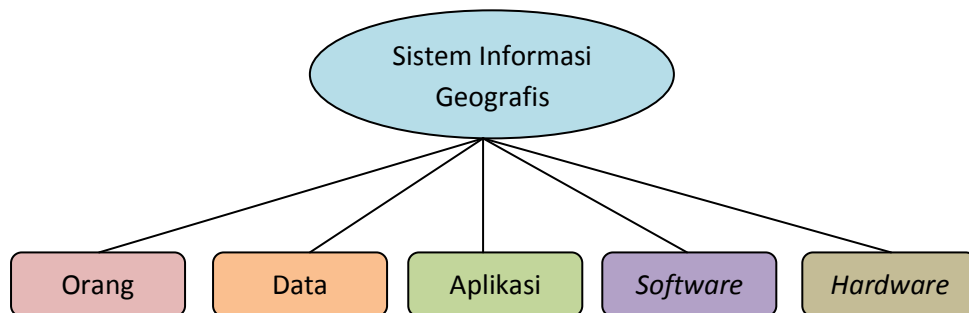 Sistem Informasi
Geografis
Orang
Data
Aplikasi
Software
Hardware